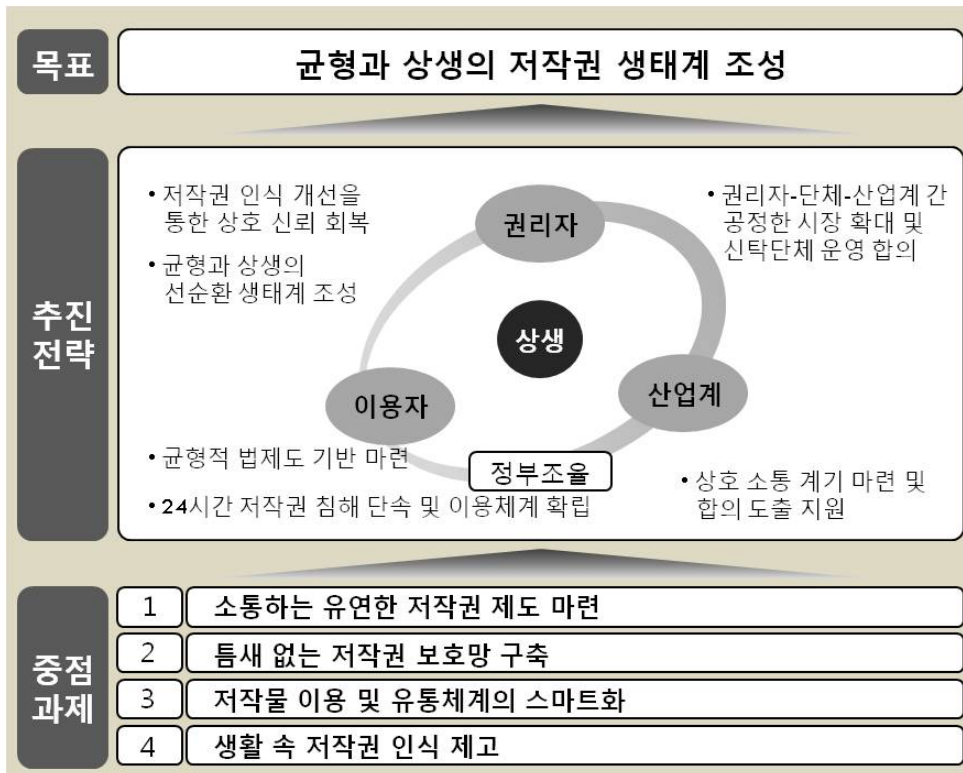 목표
균형과 상생의 저작권 생태계 조성
추진
전략
• 저작권 인식 개선을
통한 상호 신뢰 회복
• 균형과 상생의
선순환 생태계 조성
권리자
• 권리자-단체-산업계 간
공정한 시장 확대 및
신탁단체 운영 합의
상생
이용자
산업계
• 균형적 법제도 기반 마련
• 24시간 저작권 침해 단속 및 이용체계 확립
정부조율
• 상호 소통 계기 마련 및
합의 도출 지원
중점
과제
1 소통하는 유연한 저작권 제도 마련
2 틈새 없는 저작권 보호망 구축
3 저작물 이용 및 유통체계의 스마트화
4 생활 속 저작권 인식 제고